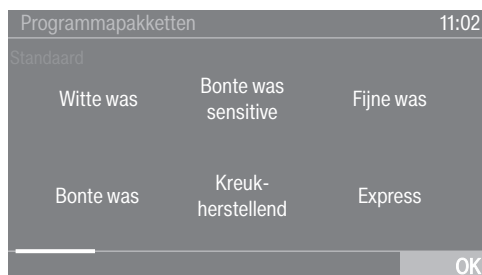 Programmapakketten 11:02
Standaard
Witte was
Bonte was
sensitive
Fijne was
Bonte was
Kreuk-
herstellend
Express
OK